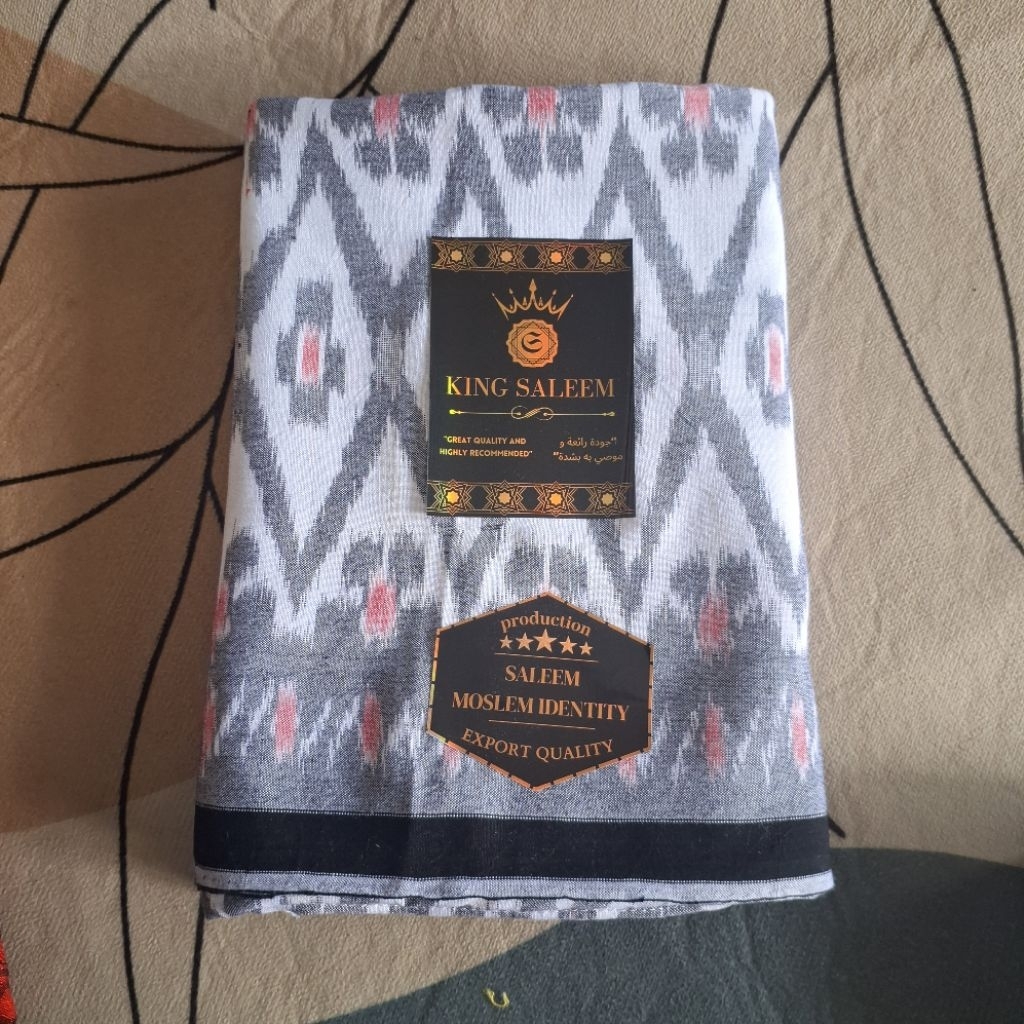 S
KING SALEEM
"GREAT QUALITY AND
HIGHLY RECOMMENDED"
"جودة رائعة و
موصي به بشدة"
production
SALEEM
MOSLEM IDENTITY
EXPORT QUALITY